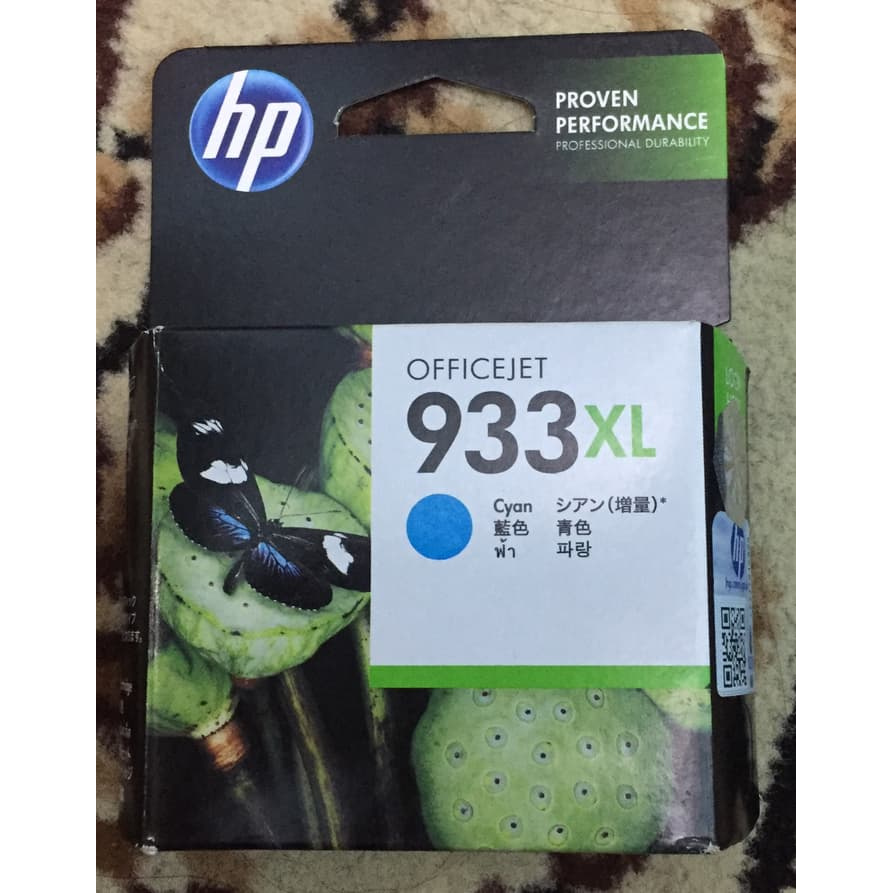 hp
PROVEN
PERFORMANCE
PROFESSIONAL DURABILITY
OFFICEJET
933XL
Cyan シアン(増量)*
藍色 青色
ฟ้า 파랑
hp